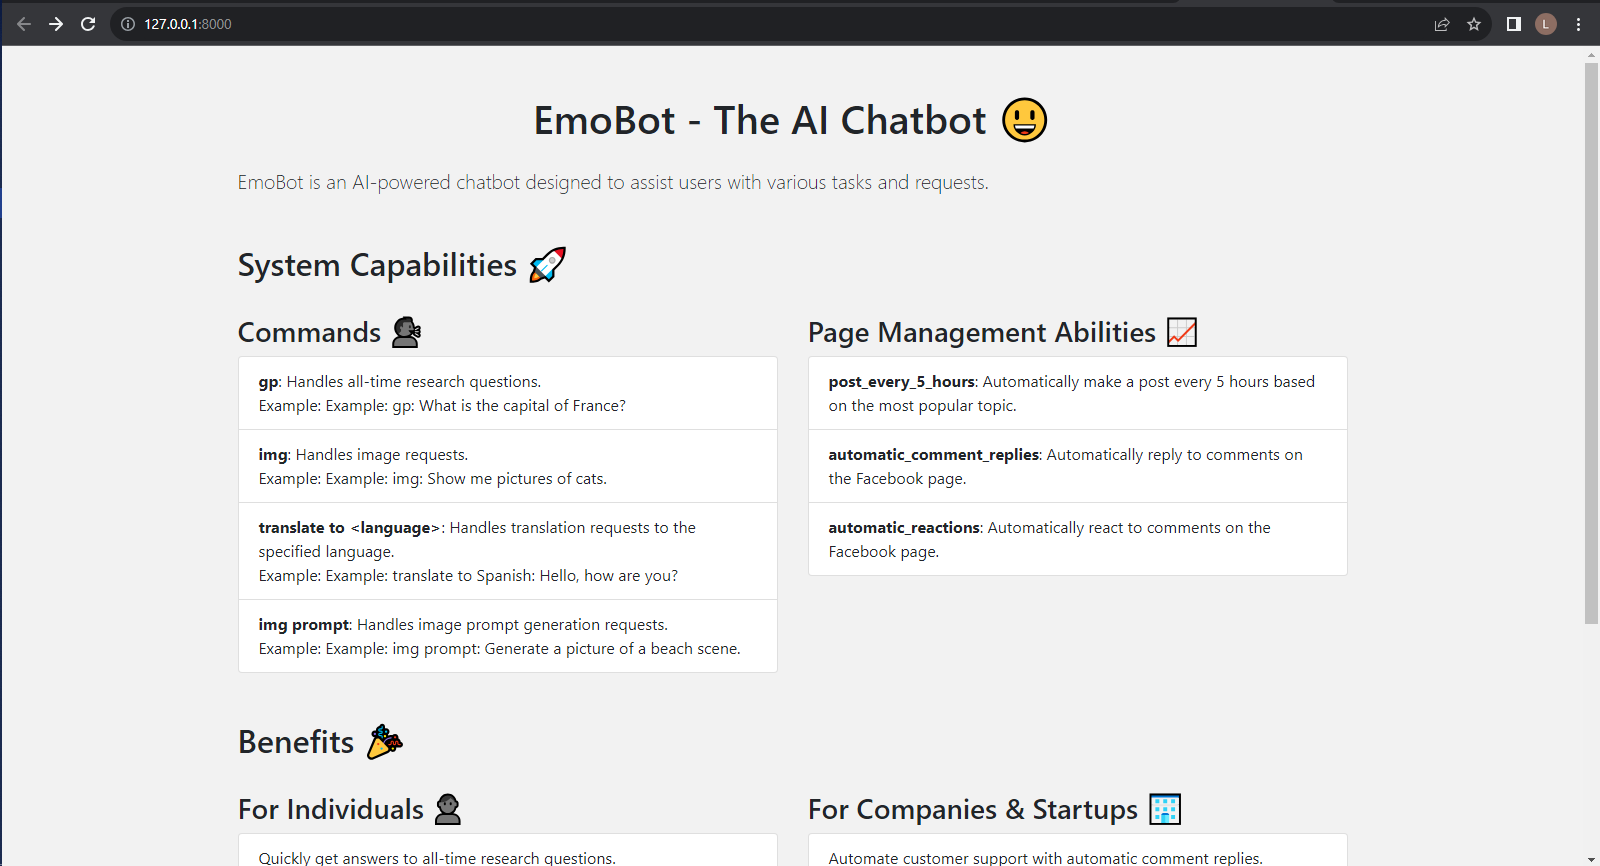 127.0.0.1:8000
L
EmoBot - The AI Chatbot 😃
EmoBot is an AI-powered chatbot designed to assist users with various tasks and requests.
System Capabilities 🚀
Commands 🗣
gp: Handles all-time research questions.
Example: Example: gp: What is the capital of France?
img: Handles image requests.
Example: Example: img: Show me pictures of cats.
translate to <language>: Handles translation requests to the
specified language.
Example: Example: translate to Spanish: Hello, how are you?
img prompt: Handles image prompt generation requests.
Example: Example: img prompt: Generate a picture of a beach scene.
Page Management Abilities 📈
post_every_5_hours: Automatically make a post every 5 hours based
on the most popular topic.
automatic_comment_replies: Automatically reply to comments on
the Facebook page.
automatic_reactions: Automatically react to comments on the
Facebook page.
Benefits 🎉
For Individuals 👤
Quickly get answers to all-time research questions.
For Companies & Startups 🏢
Automate customer support with automatic comment replies.